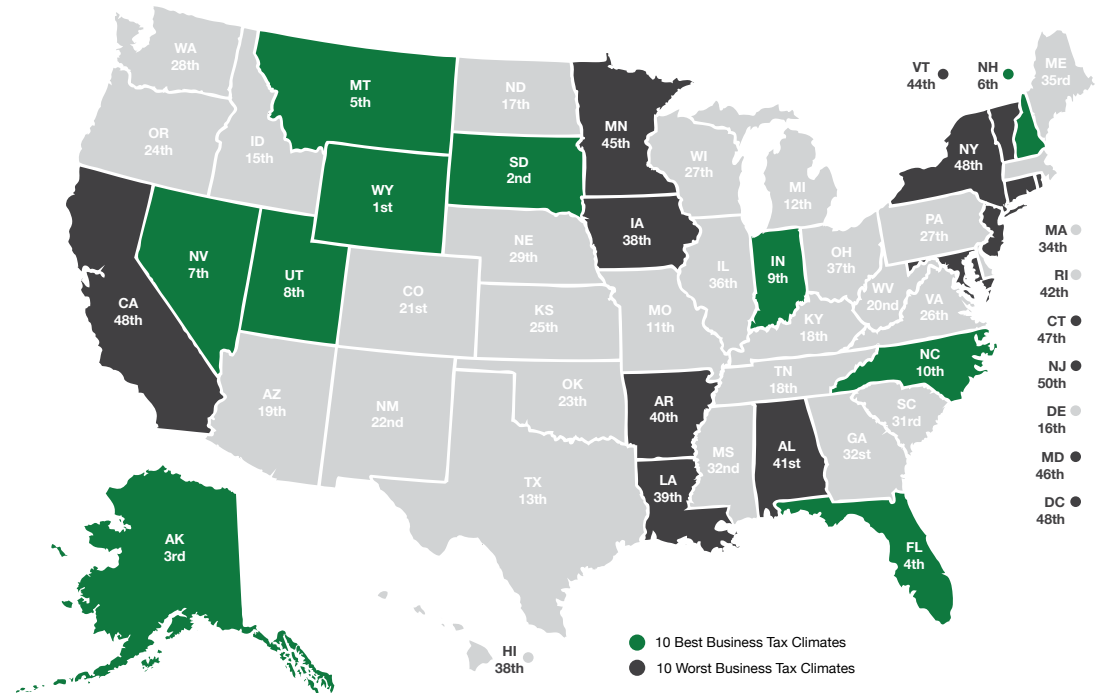 WA
28th
MT
5th
ND
17th
MN
45th
VT
44th
NH
6th
ME
35rd
OR
24th
ID
15th
SD
2nd
WI
27th
NY
48th
WY
1st
MI
12th
PA
27th
MA
34th
NV
7th
UT
8th
NE
29th
IA
38th
IL
36th
IN
9th
OH
37th
WV
20nd
VA
26th
RI
42th
CA
48th
CO
21st
KS
25th
MO
11th
KY
18th
CT
47th
NC
10th
NJ
50th
AZ
19th
NM
22nd
OK
23th
AR
40th
TN
18th
SC
31rd
DE
16th
MS
32nd
AL
41st
GA
32st
MD
46th
TX
13th
LA
39th
DC
48th
AK
3rd
FL
4th
HI
38th
10 Best Business Tax Climates
10 Worst Business Tax Climates